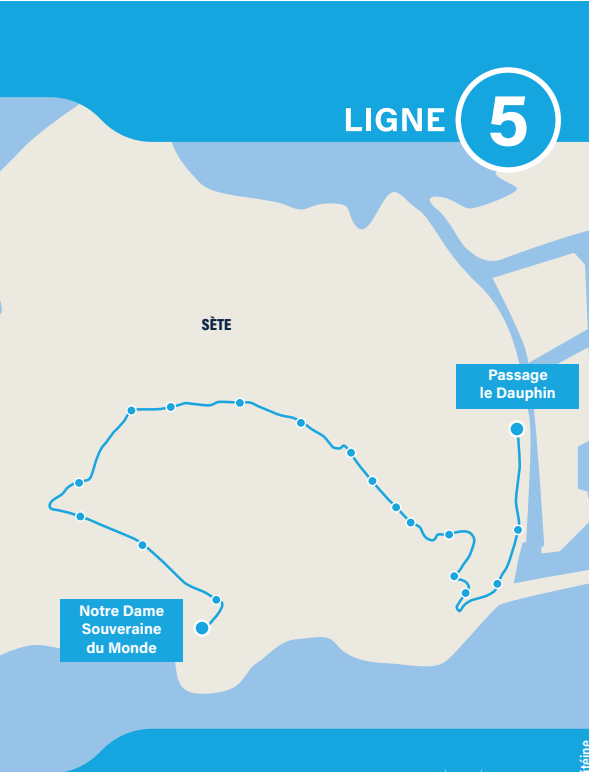 LIGNE 5
SÈTE
Passage
le Dauphin
Notre Dame
Souveraine
du Monde